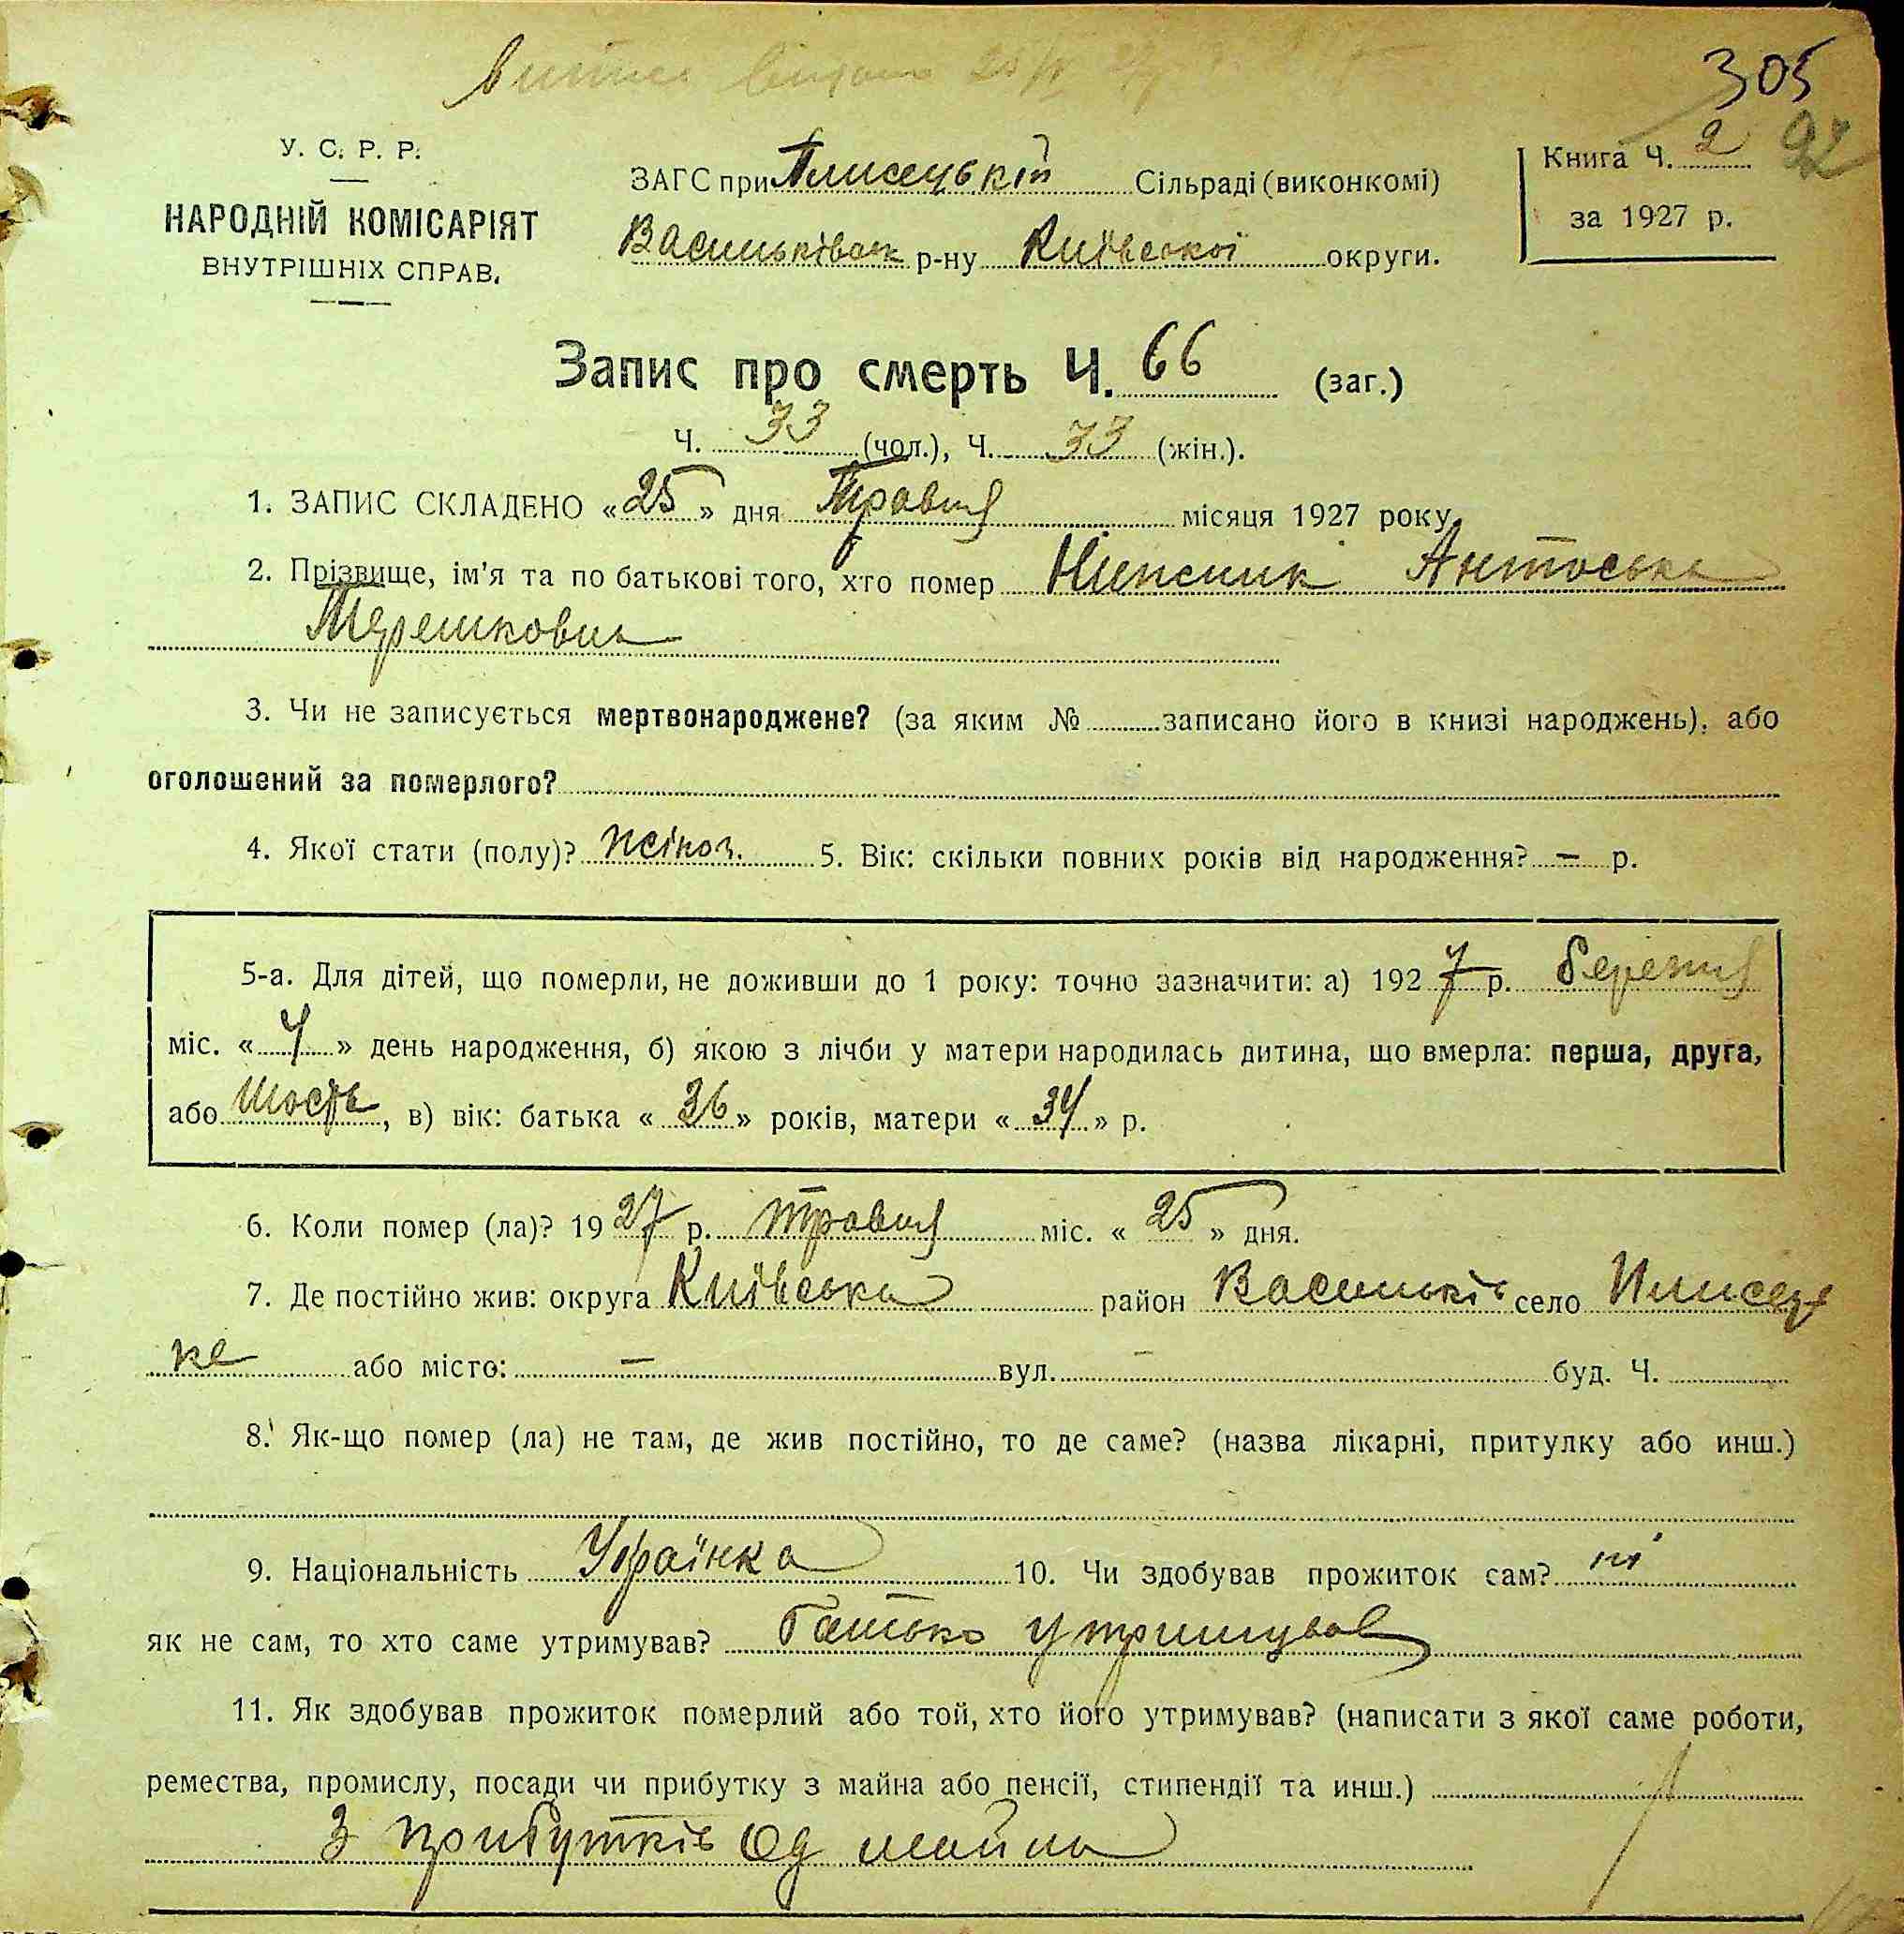 305
У. С. Р. Р.
НАРОДНІЙ КОМІСАРІЯТ
ВНУТРІШНІХ СПРАВ.
ЗАГС при Плисецькій Сільраді (виконкомі)
Васильківськ р-ну Київської округи.
Книга Ч. 2 92
за 1927 р.
Запис про смерть Ч. 66 (заг.)
Ч. 33 (чол.), Ч. 33 (жін.).
1. ЗАПИС СКЛАДЕНО «25» дня Травня місяця 1927 року.
2. Прізвище, ім'я та по батькові того, хто помер Антоська
3. Чи не записується мертвонароджене? (за яким № записано його в книзі народжень), або
оголошений за померлого?
4. Якої стати (полу)? жіноч. 5. Вік: скільки повних років від народження? — р.
5-а. Для дітей, що померли, не доживши до 1 року: точно зазначити: а) 1927 р. березня
міс. «4» день народження, б) якою з лічби у матери народилась дитина, що вмерла: перша, друга,
або , в) вік: батька «36» років, матери «34» р.
6. Коли помер (ла)? 1927 р. травня міс. «25» дня.
7. Де постійно жив: округа Київська район Васильків село Плисець
ке або місто: — вул. — буд. Ч.
8. Як-що помер (ла) не там, де жив постійно, то де саме? (назва лікарні, притулку або инш.)
9. Національність Українка 10. Чи здобував прожиток сам? ні
як не сам, то хто саме утримував? Батько утримував
11. Як здобував прожиток померлий або той, хто його утримував? (написати з якої саме роботи,
ремества, промислу, посади чи прибутку з майна або пенсії, стипендії та инш.)
З прибутків од майна